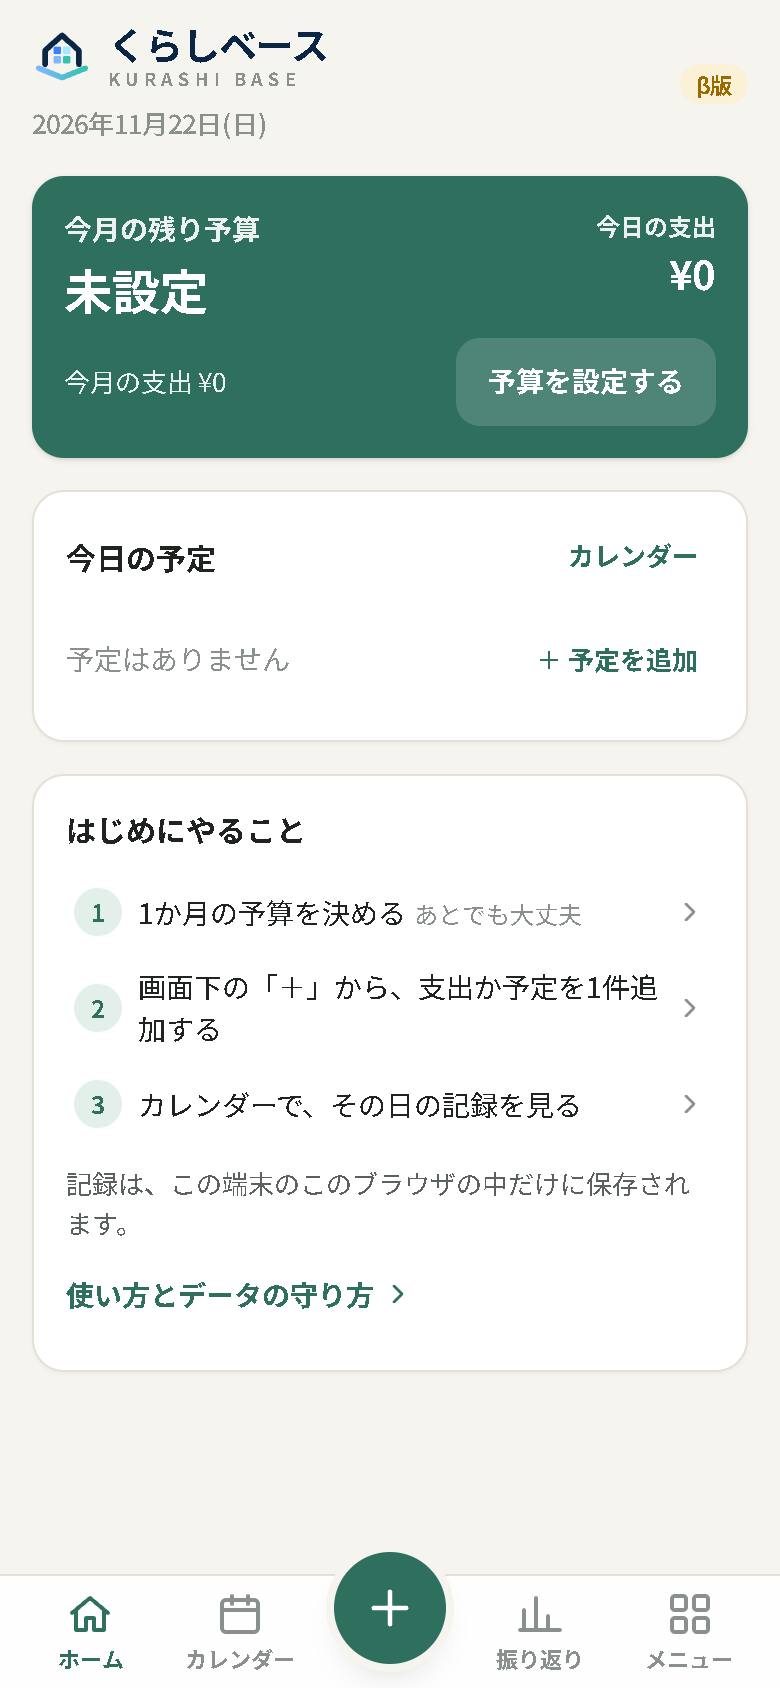 くらしベース
KURASHI BASE
β版
2026年11月22日(日)
今月の残り予算
今日の支出
未設定
¥0
今月の支出 ¥0
予算を設定する
今日の予定
カレンダー
予定はありません
＋ 予定を追加
はじめにやること
1 1か月の予算を決める あとでも大丈夫
2 画面下の「＋」から、支出か予定を1件追
加する
3 カレンダーで、その日の記録を見る
記録は、この端末のこのブラウザの中だけに保存され
ます。
使い方とデータの守り方
ホーム
カレンダー
振り返り
メニュー